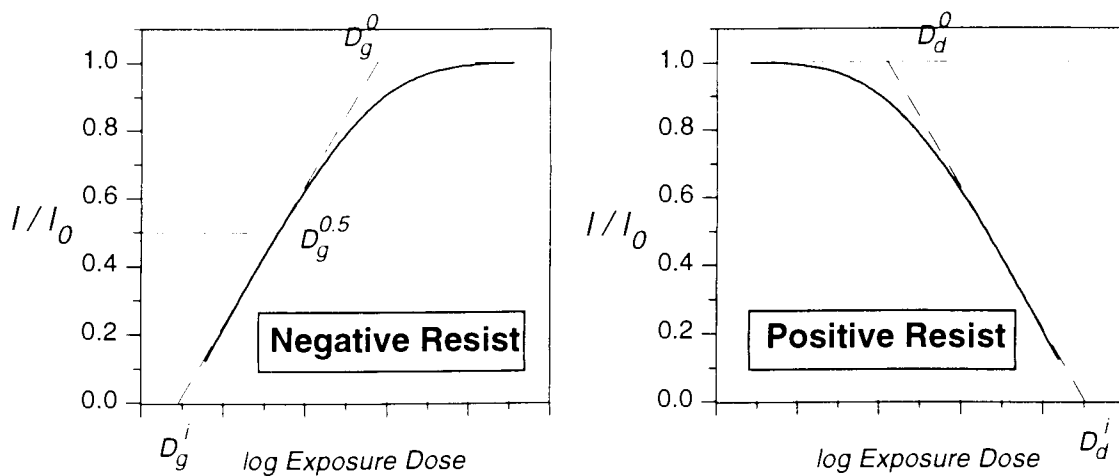 D_g^0
1.0
0.8
0.6
I / I_0
D_g^0.5
0.4
0.2
Negative Resist
0.0
D_g^i
log Exposure Dose
D_d^0
1.0
0.8
0.6
I / I_0
0.4
0.2
Positive Resist
0.0
log Exposure Dose
D_d^i